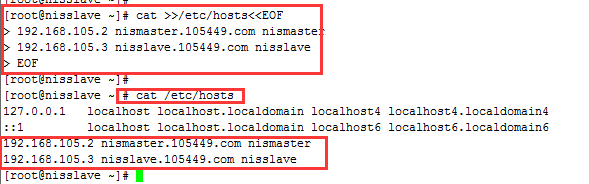 [root@nisslave ~]# cat >>/etc/hosts<<EOF
> 192.168.105.2 nismaster.105449.com nismaster
> 192.168.105.3 nisslave.105449.com nisslave
> EOF
[root@nisslave ~]#
[root@nisslave ~]# cat /etc/hosts
127.0.0.1   localhost localhost.localdomain localhost4 localhost4.localdomain4
::1         localhost localhost.localdomain localhost6 localhost6.localdomain6
192.168.105.2 nismaster.105449.com nismaster
192.168.105.3 nisslave.105449.com nisslave
[root@nisslave ~]#